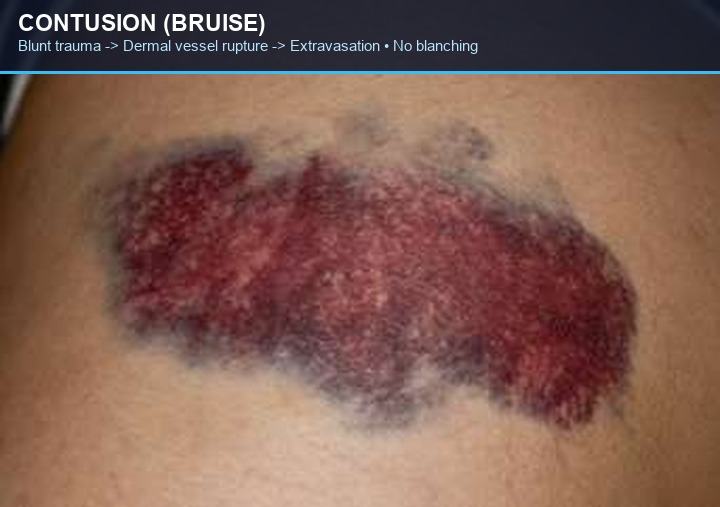 CONTUSION (BRUISE)
Blunt trauma -> Dermal vessel rupture -> Extravasation • No blanching